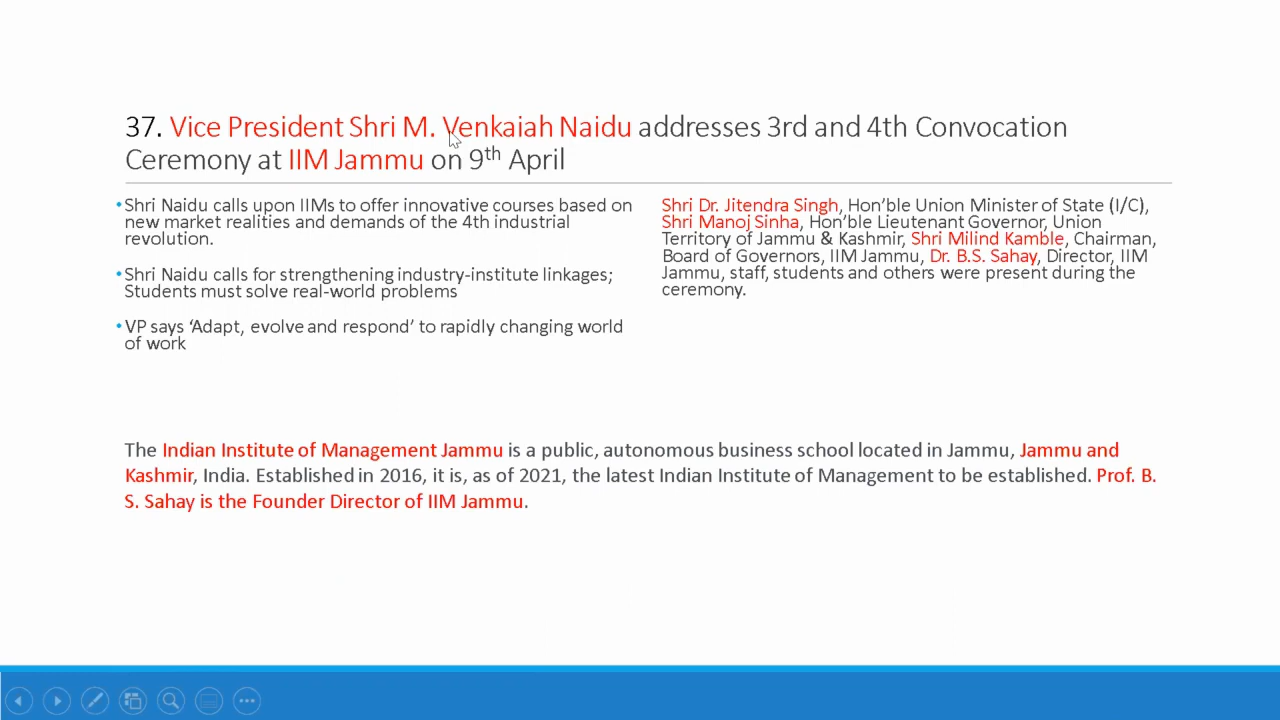 37. Vice President Shri M. Venkaiah Naidu addresses 3rd and 4th Convocation
Ceremony at IIM Jammu on 9th April
•Shri Naidu calls upon IIMs to offer innovative courses based on
new market realities and demands of the 4th industrial
revolution.
•Shri Naidu calls for strengthening industry-institute linkages;
Students must solve real-world problems
•VP says ‘Adapt, evolve and respond’ to rapidly changing world
of work
Shri Dr. Jitendra Singh, Hon’ble Union Minister of State (I/C),
Shri Manoj Sinha, Hon’ble Lieutenant Governor, Union
Territory of Jammu & Kashmir, Shri Milind Kamble, Chairman,
Board of Governors, IIM Jammu, Dr. B.S. Sahay, Director, IIM
Jammu, staff, students and others were present during the
ceremony.
The Indian Institute of Management Jammu is a public, autonomous business school located in Jammu, Jammu and
Kashmir, India. Established in 2016, it is, as of 2021, the latest Indian Institute of Management to be established. Prof. B.
S. Sahay is the Founder Director of IIM Jammu.